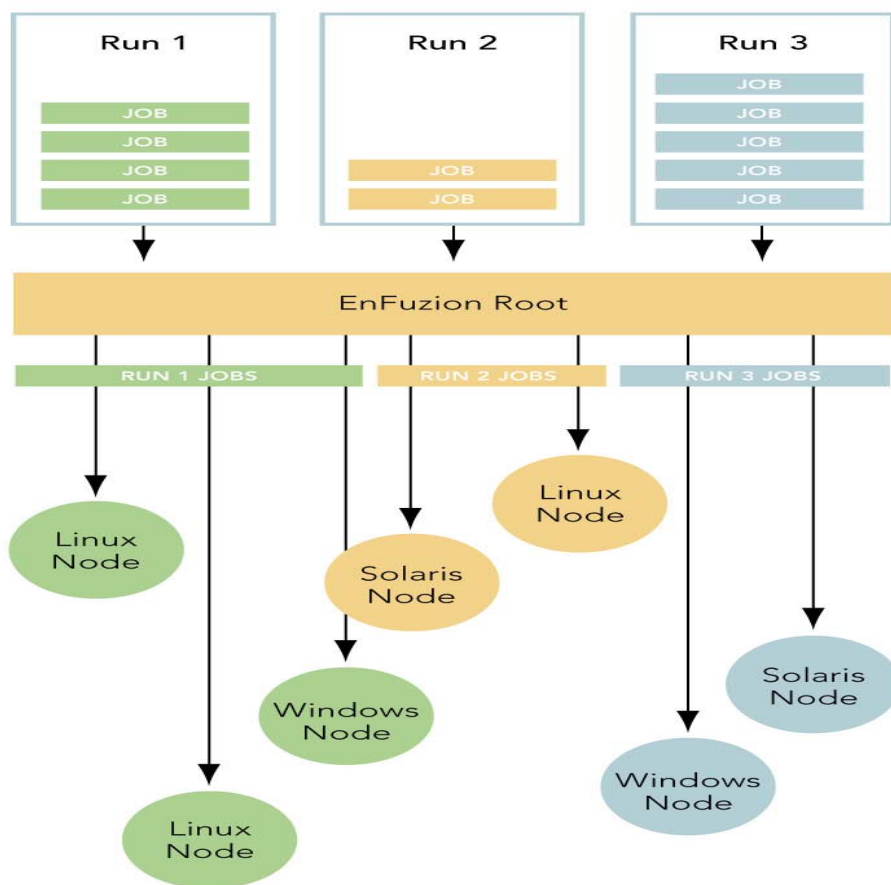 Run 1
JOB
JOB
JOB
JOB
Run 2
JOB
JOB
Run 3
JOB
JOB
JOB
JOB
JOB
EnFuzion Root
RUN 1 JOBS
RUN 2 JOBS
RUN 3 JOBS
Linux
Node
Linux
Node
Solaris
Node
Windows
Node
Solaris
Node
Windows
Node
Linux
Node